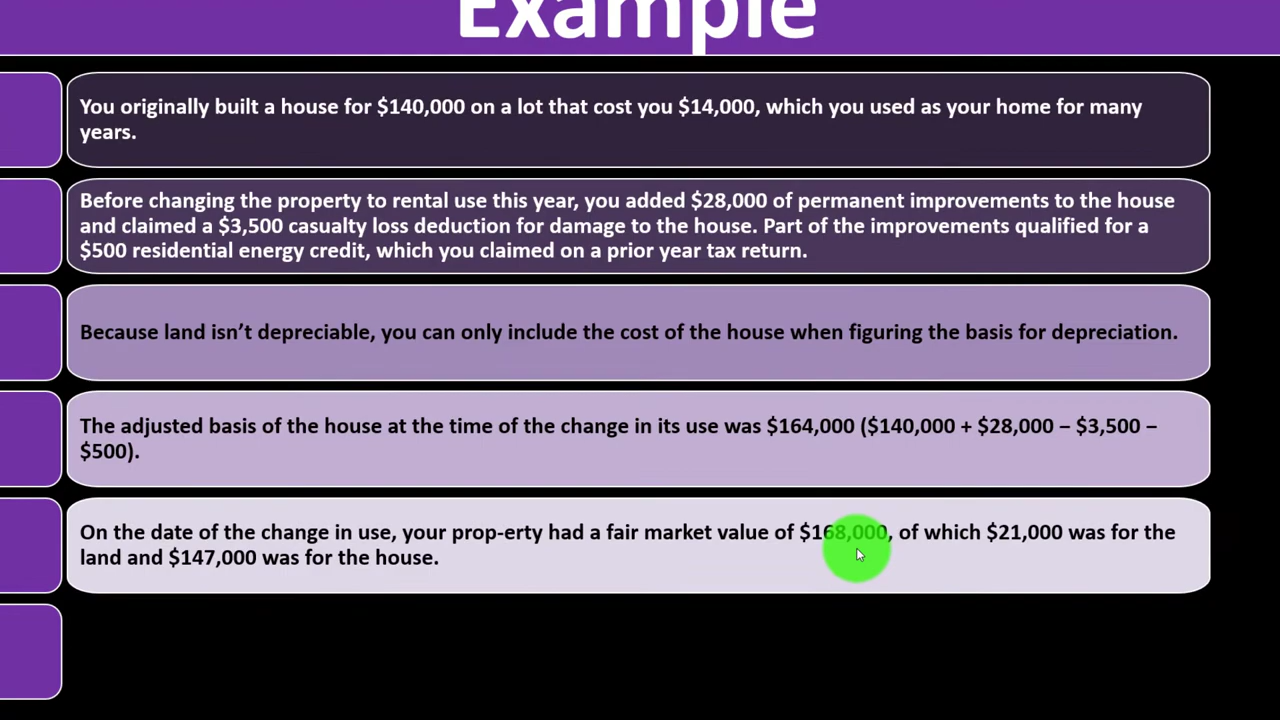 Example
You originally built a house for $140,000 on a lot that cost you $14,000, which you used as your home for many
years.
Before changing the property to rental use this year, you added $28,000 of permanent improvements to the house
and claimed a $3,500 casualty loss deduction for damage to the house. Part of the improvements qualified for a
$500 residential energy credit, which you claimed on a prior year tax return.
Because land isn’t depreciable, you can only include the cost of the house when figuring the basis for depreciation.
The adjusted basis of the house at the time of the change in its use was $164,000 ($140,000 + $28,000 − $3,500 −
$500).
On the date of the change in use, your prop-erty had a fair market value of $168,000, of which $21,000 was for the
land and $147,000 was for the house.